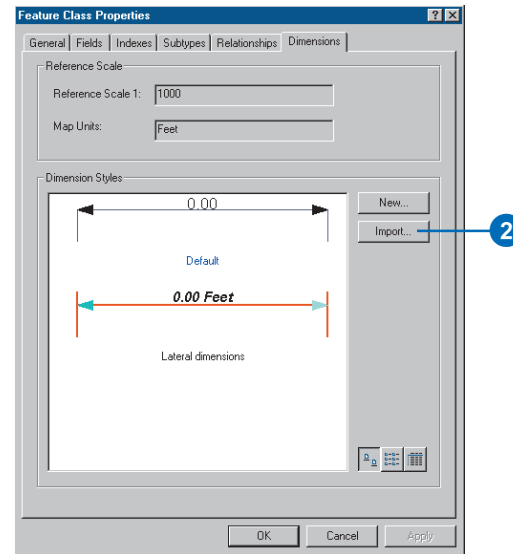 Feature Class Properties
General Fields Indexes Subtypes Relationships Dimensions
Reference Scale
Reference Scale 1: 1000
Map Units: Feet
Dimension Styles
0.00
Default
0.00 Feet
Lateral dimensions
New...
Import...
2
OK Cancel Apply